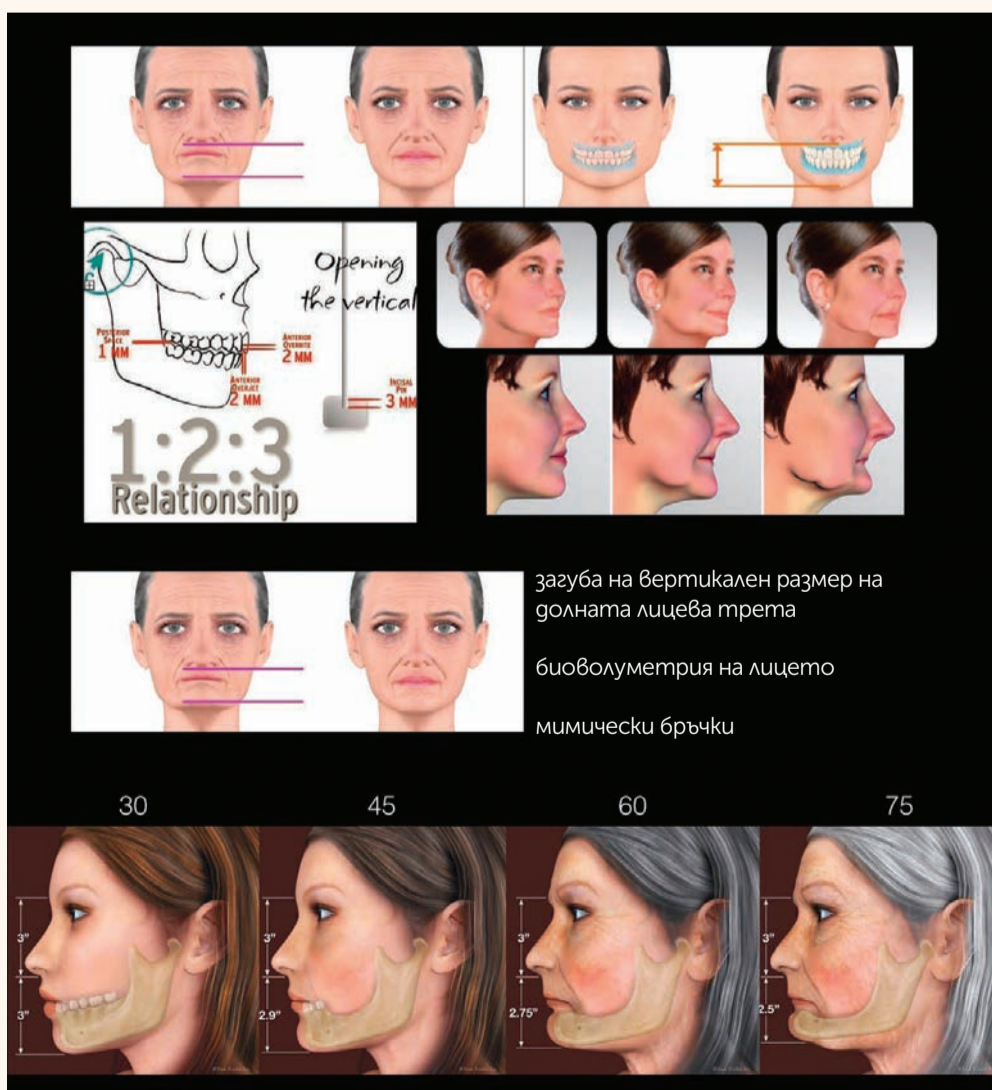 Opening
the vertical
POSTERIOR
SPACE
1 MM
ANTERIOR
OVERBITE
2 MM
ANTERIOR
OVERJET
2 MM
INCISAL
PIN
3 MM
1:2:3
Relationship
загуба на вертикален размер на
долната лицева трета
биоволуметрия на лицето
мимически бръчки
30 45 60 75
3" 3" 3" 3"
3" 2.9" 2.75" 2.5"